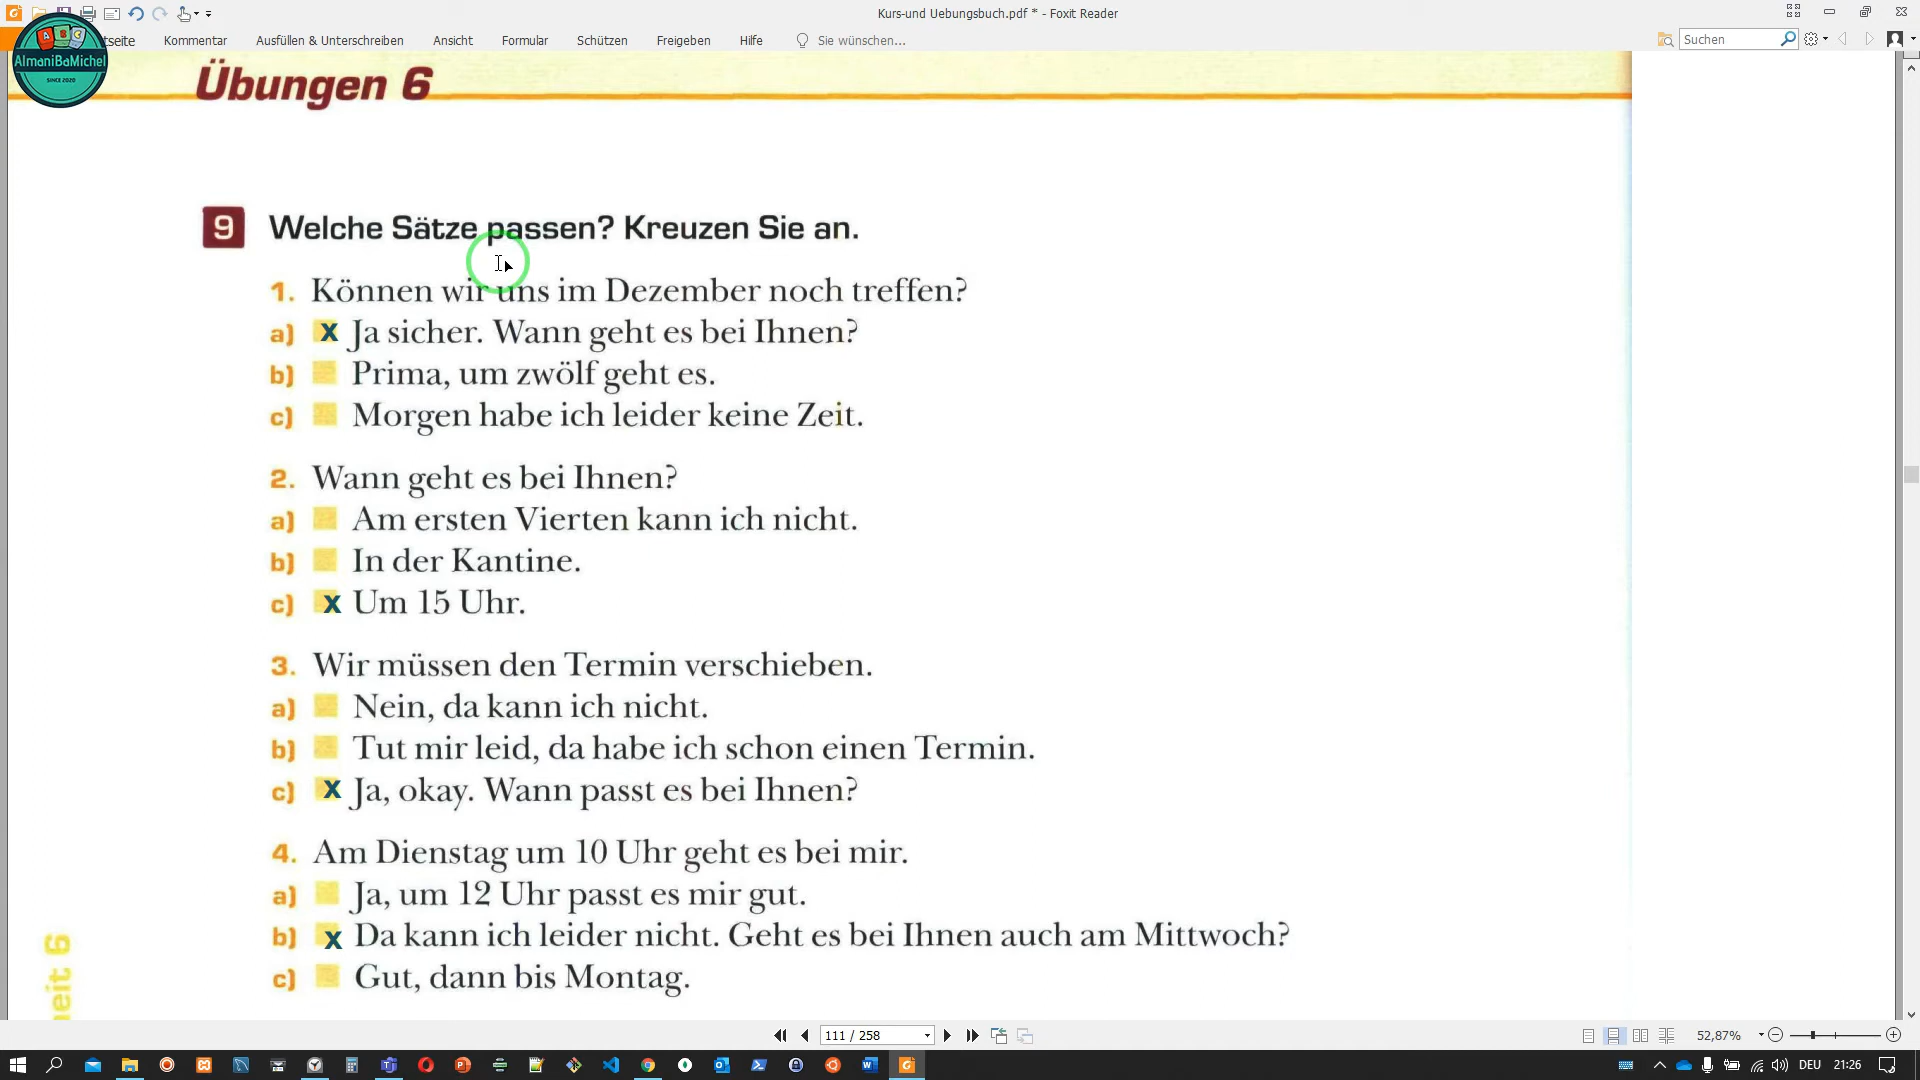 Kurs-und Uebungsbuch.pdf * - Foxit Reader
Kommentar Ausfüllen & Unterschreiben Ansicht Formular Schützen Freigeben Hilfe Sie wünschen... Suchen
A B C
AlmaniBaMichel
SINCE 2020
Übungen 6
9 Welche Sätze passen? Kreuzen Sie an.
1. Können wir uns im Dezember noch treffen?
a) x Ja sicher. Wann geht es bei Ihnen?
b) Prima, um zwölf geht es.
c) Morgen habe ich leider keine Zeit.
2. Wann geht es bei Ihnen?
a) Am ersten Vierten kann ich nicht.
b) In der Kantine.
c) x Um 15 Uhr.
3. Wir müssen den Termin verschieben.
a) Nein, da kann ich nicht.
b) Tut mir leid, da habe ich schon einen Termin.
c) x Ja, okay. Wann passt es bei Ihnen?
4. Am Dienstag um 10 Uhr geht es bei mir.
a) Ja, um 12 Uhr passt es mir gut.
b) x Da kann ich leider nicht. Geht es bei Ihnen auch am Mittwoch?
c) Gut, dann bis Montag.
heit 6
111 / 258
52,87%
DEU 21:26